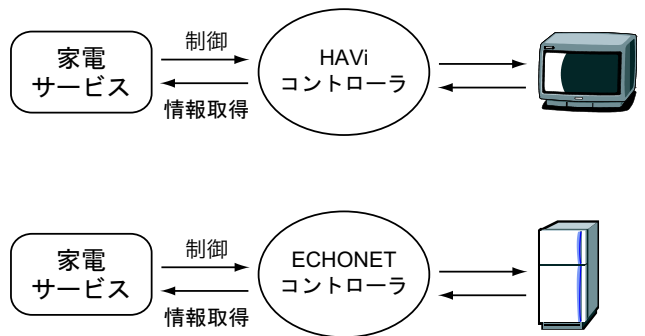 家電
サービス
制御
情報取得
HAVi
コントローラ
家電
サービス
制御
情報取得
ECHONET
コントローラ